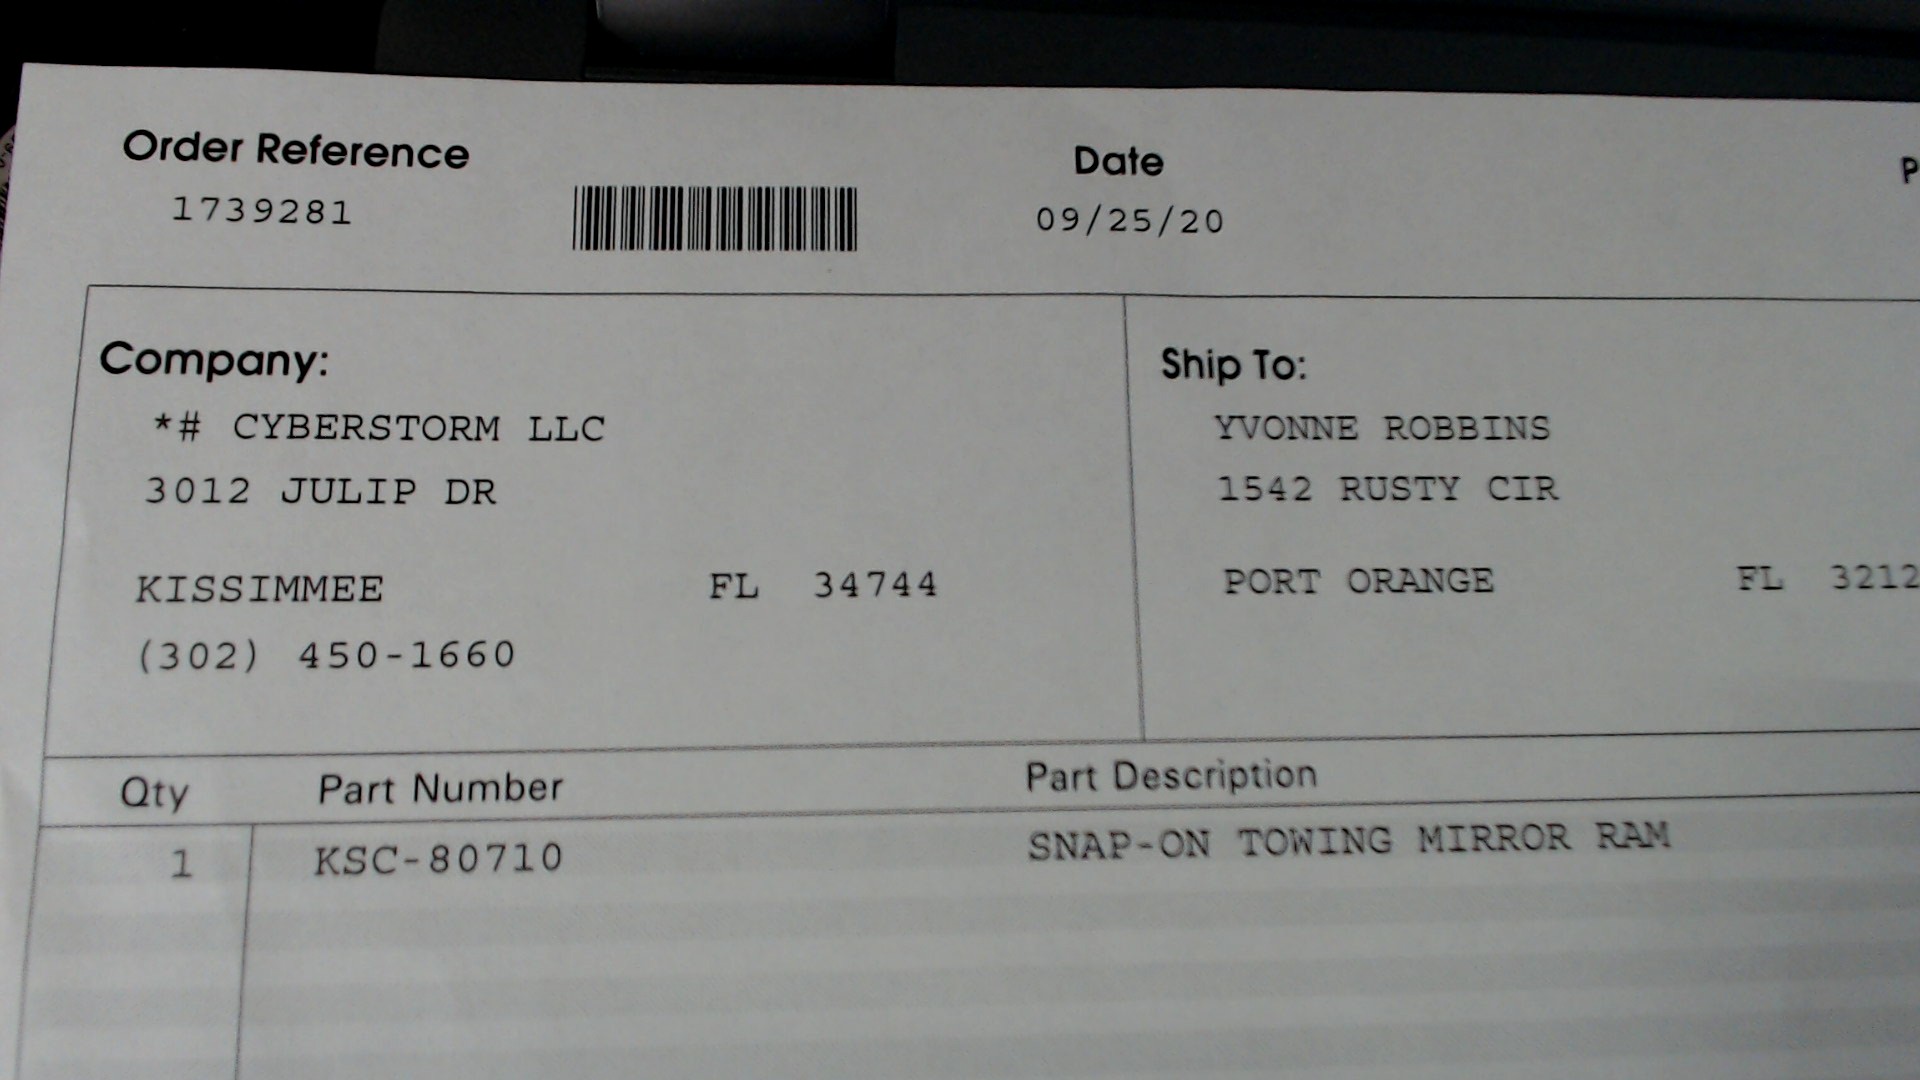 Order Reference
1739281
Date
09/25/20
P
Company:
*# CYBERSTORM LLC
3012 JULIP DR
KISSIMMEE FL 34744
(302) 450-1660
Ship To:
YVONNE ROBBINS
1542 RUSTY CIR
PORT ORANGE FL 3212
Qty Part Number Part Description
1 KSC-80710 SNAP-ON TOWING MIRROR RAM